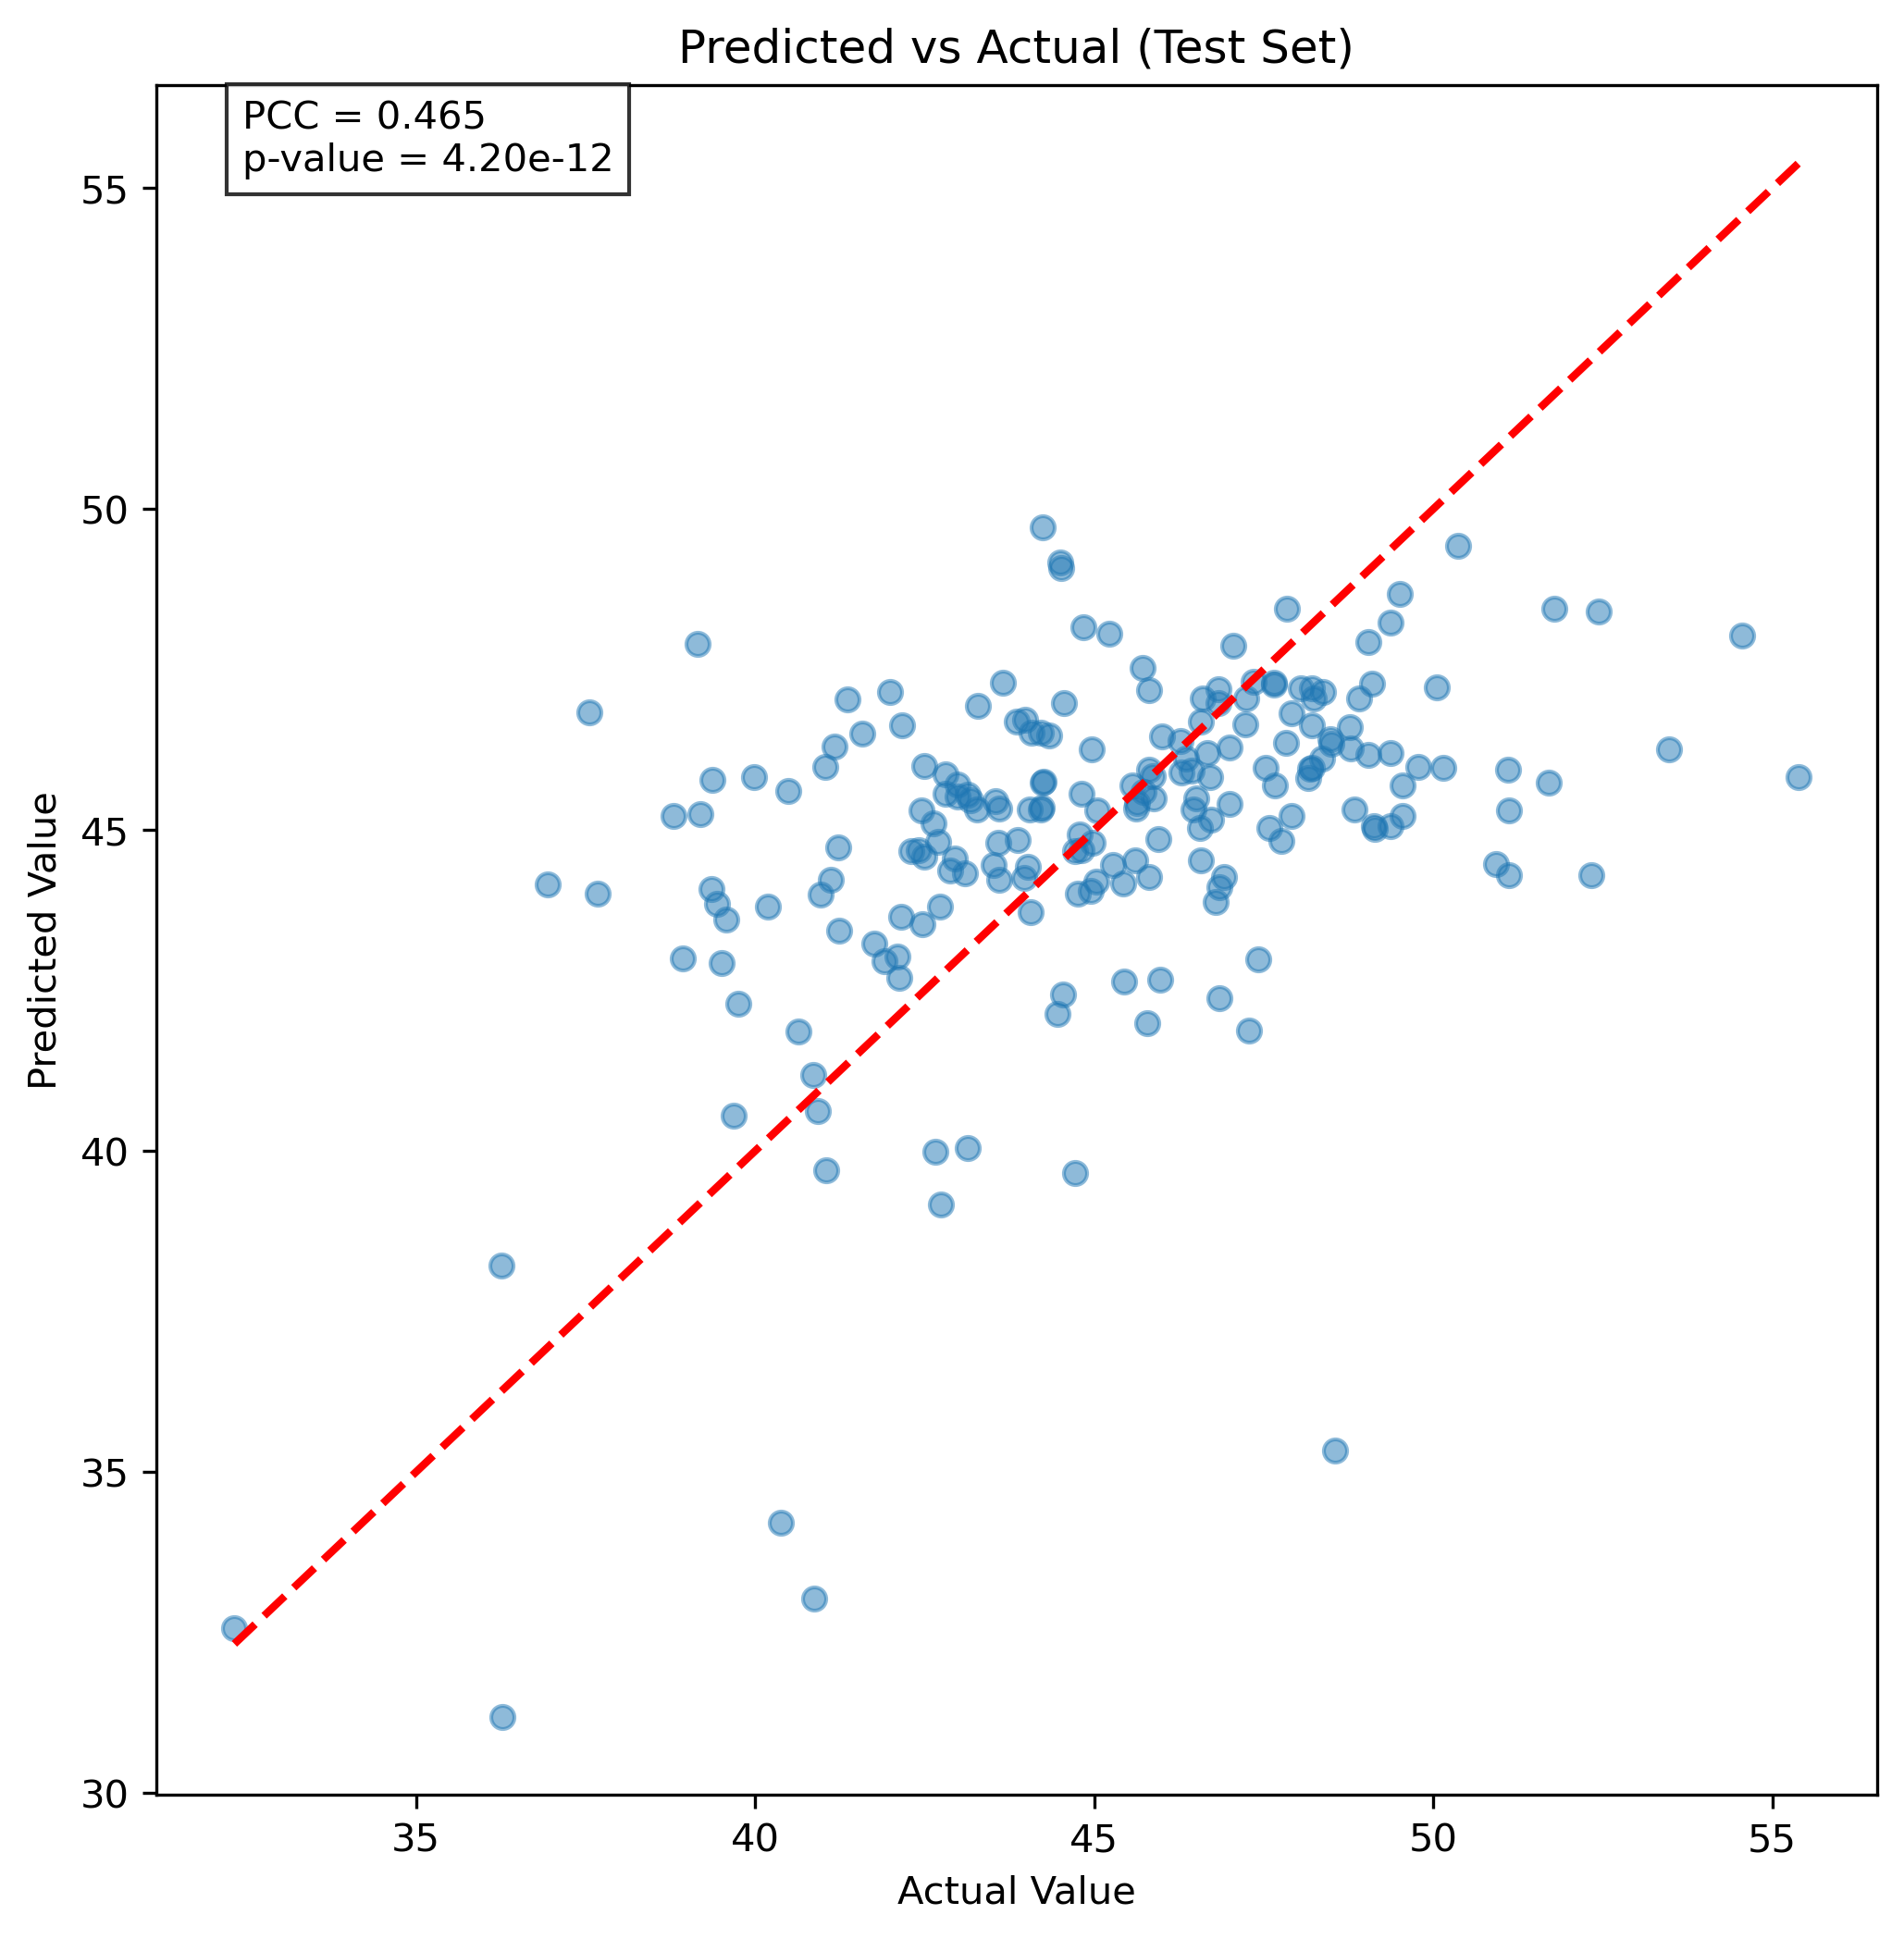 Predicted vs Actual (Test Set)
PCC = 0.465
p-value = 4.20e-12
55
50
45
40
35
30
Predicted Value
35
40
45
50
55
Actual Value